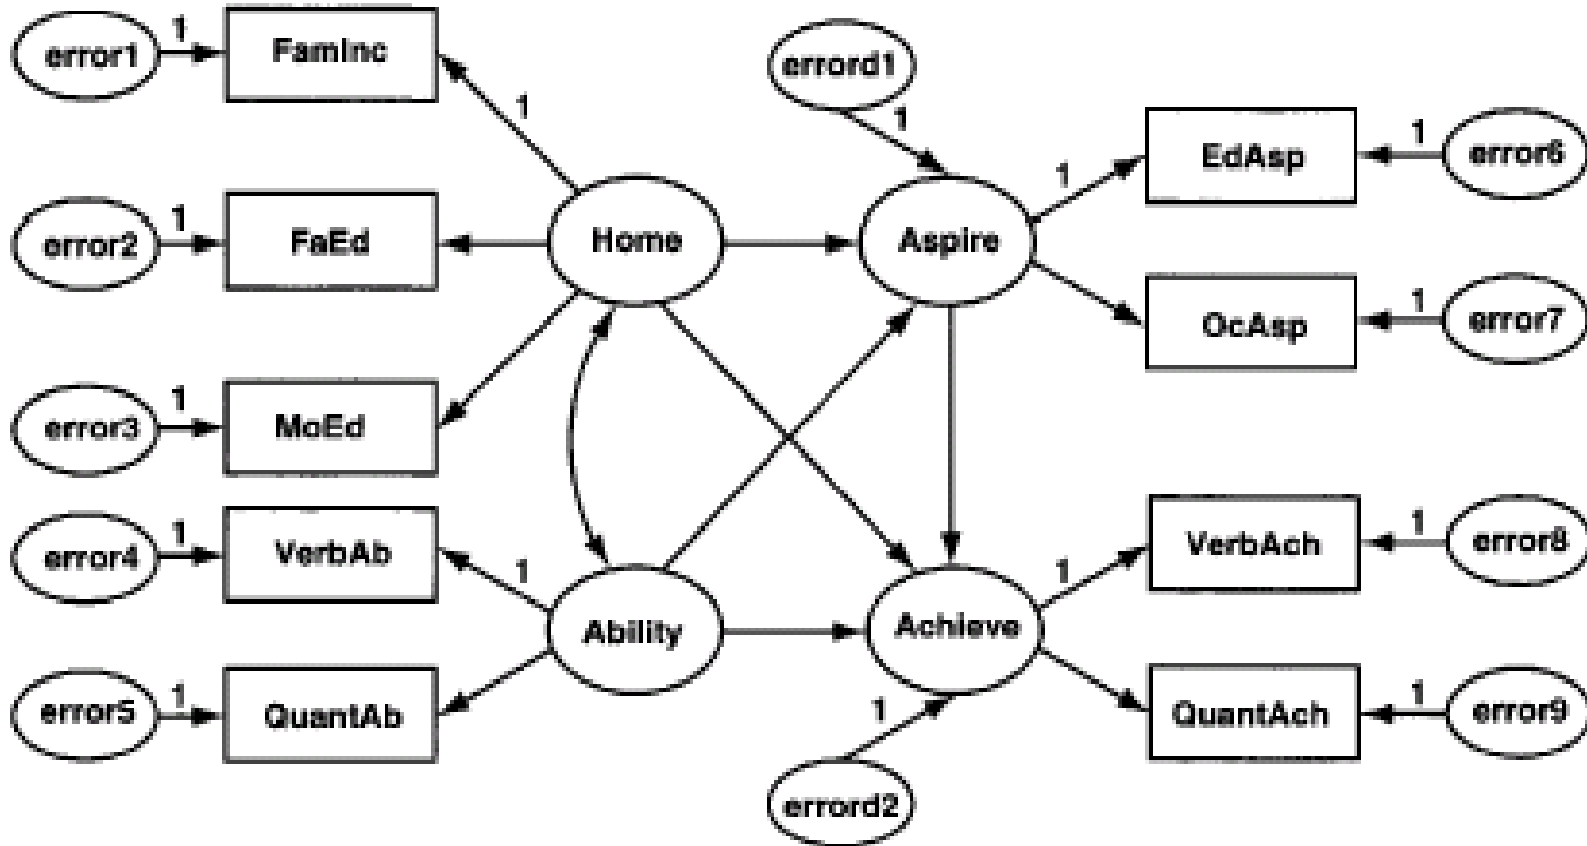 error1
1
FamInc
1
errord1
1
EdAsp
1
error6
1
error2
1
FaEd
Home
Aspire
OcAsp
1
error7
error3
1
MoEd
error4
1
VerbAb
1
Ability
Achieve
1
VerbAch
1
error8
error5
1
QuantAb
1
errord2
QuantAch
1
error9